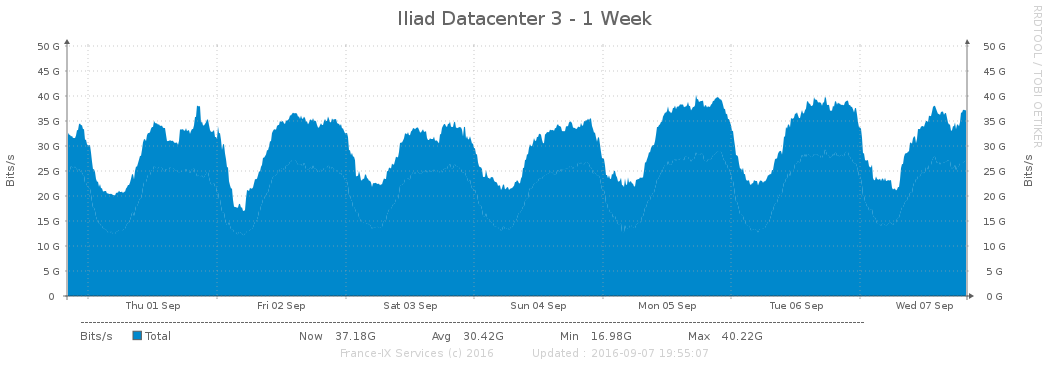 Iliad Datacenter 3 - 1 Week
RRDTOOL / TOBI OETIKER
50 G 50 G
45 G 45 G
40 G 40 G
35 G 35 G
30 G 30 G
25 G 25 G
20 G 20 G
15 G 15 G
10 G 10 G
5 G 5 G
0 0 G
Bits/s Bits/s
Thu 01 Sep Fri 02 Sep Sat 03 Sep Sun 04 Sep Mon 05 Sep Tue 06 Sep Wed 07 Sep
Bits/s Total Now 37.18G Avg 30.42G Min 16.98G Max 40.22G
France-IX Services (c) 2016 Updated : 2016-09-07 19:55:07